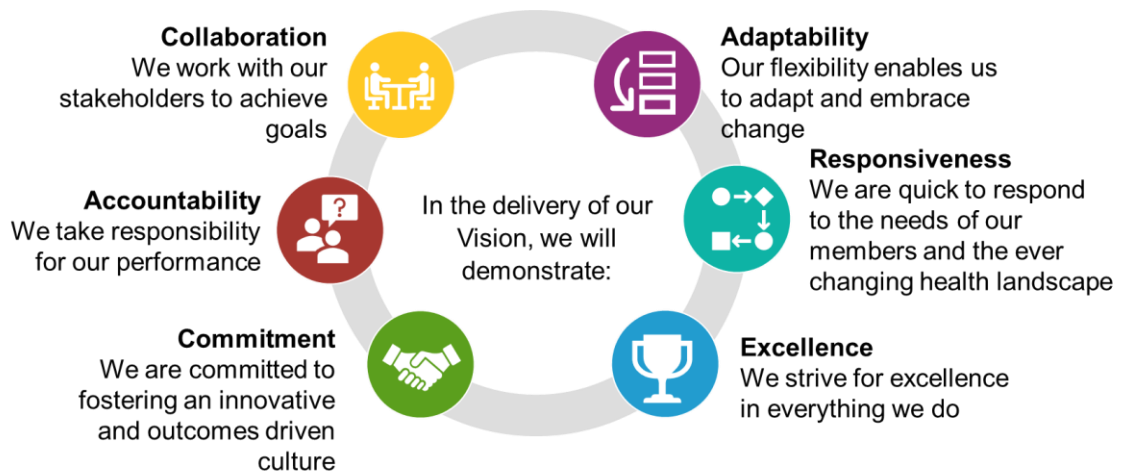 Collaboration
We work with our
stakeholders to achieve
goals
Adaptability
Our flexibility enables us
to adapt and embrace
change
Accountability
We take responsibility
for our performance
In the delivery of our
Vision, we will
demonstrate:
Responsiveness
We are quick to respond
to the needs of our
members and the ever
changing health landscape
Commitment
We are committed to
fostering an innovative
and outcomes driven
culture
Excellence
We strive for excellence
in everything we do
?